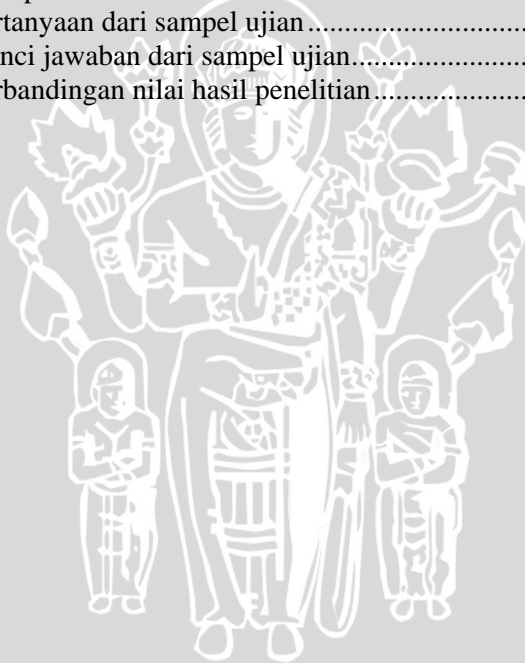 rtanyaan dari sampel ujian...........................
nci jawaban dari sampel ujian.....................
rbandingan nilai hasil penelitian..................